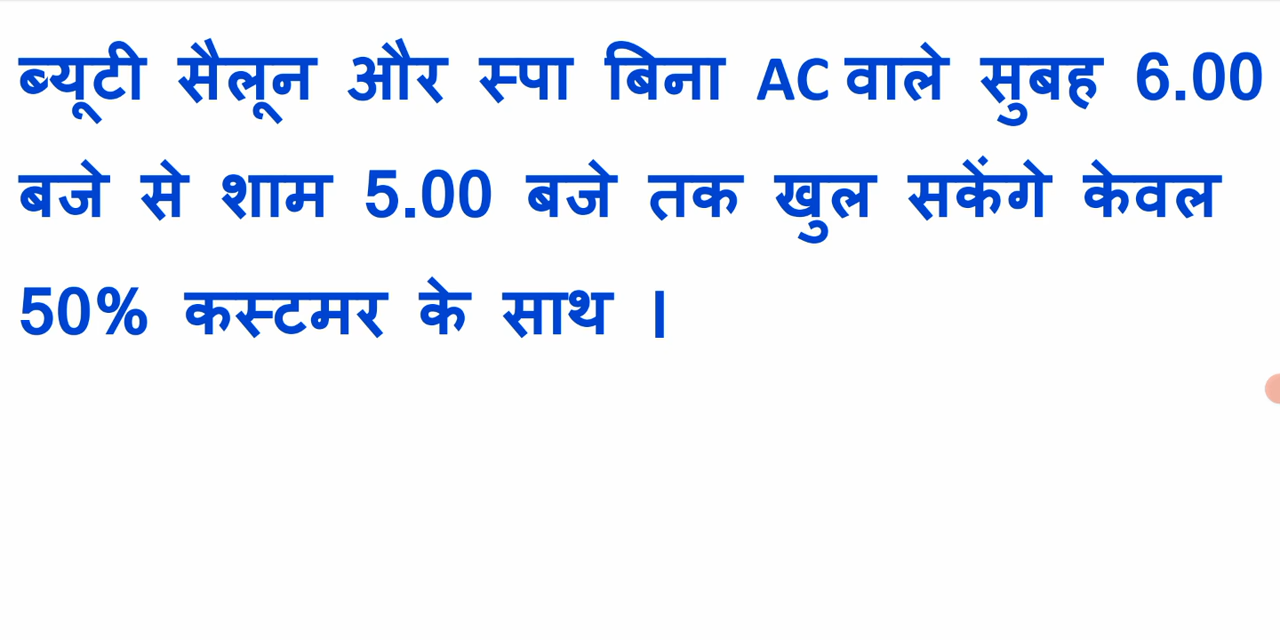 ब्यूटी सैलून और स्पा बिना AC वाले सुबह 6.00
बजे से शाम 5.00 बजे तक खुल सकेंगे केवल
50% कस्टमर के साथ ।